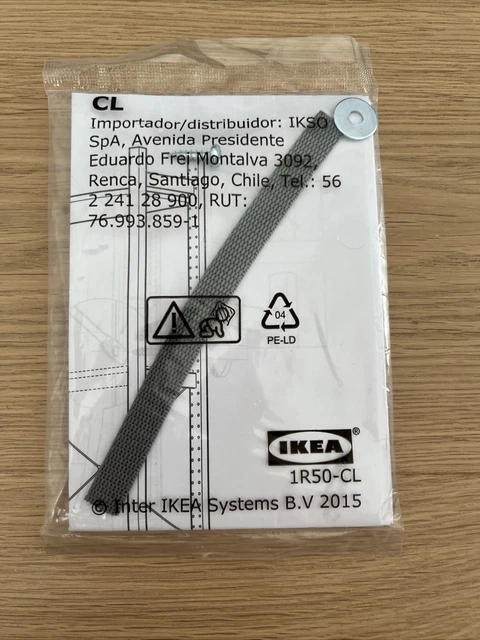 CL
Importador/distribuidor: IKSO
SpA, Avenida Presidente
Eduardo Frei Montalva 3092,
Renca, Santiago, Chile, Tel.: 56
2 241 28 900, RUT:
76.993.859-1
04
PE-LD
IKEA®
1R50-CL
© Inter IKEA Systems B.V 2015